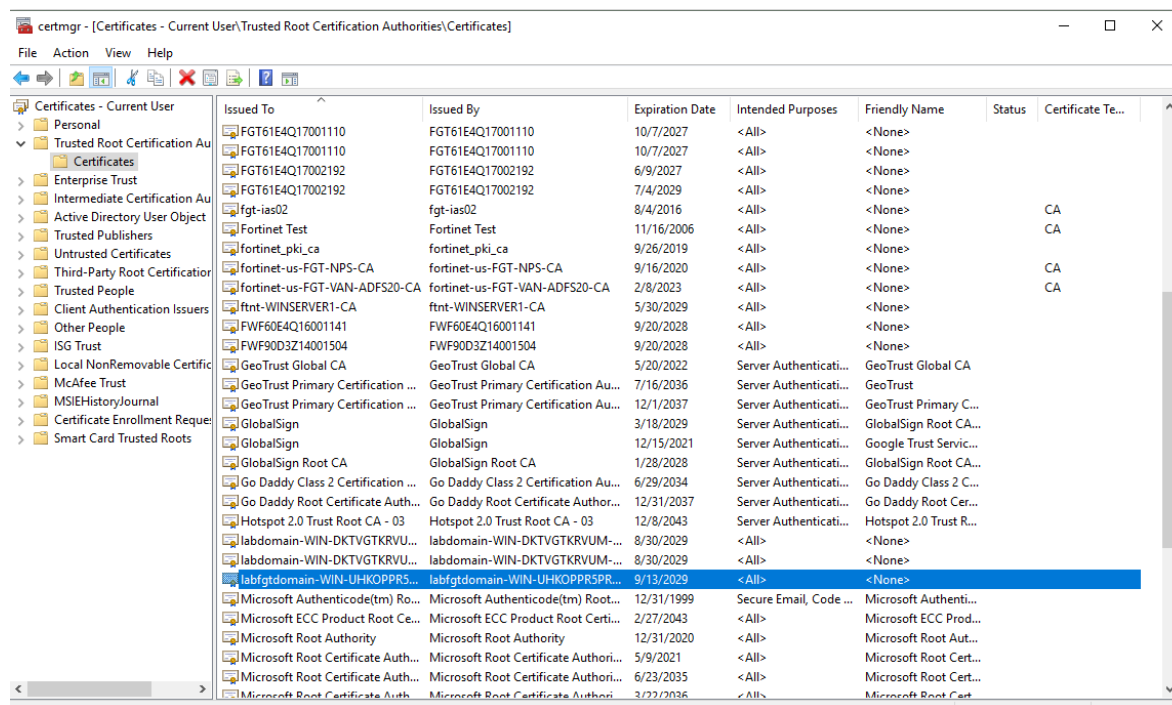 certmgr - [Certificates - Current User\Trusted Root Certification Authorities\Certificates]
File Action View Help
Certificates - Current User
Personal
Trusted Root Certification Au
Certificates
Enterprise Trust
Intermediate Certification Au
Active Directory User Object
Trusted Publishers
Untrusted Certificates
Third-Party Root Certification
Trusted People
Client Authentication Issuers
Other People
ISG Trust
Local NonRemovable Certific
McAfee Trust
MSIEHistoryJournal
Certificate Enrollment Reques
Smart Card Trusted Roots
Issued To Issued By Expiration Date Intended Purposes Friendly Name Status Certificate Te...
FGT61E4Q17001110 FGT61E4Q17001110 10/7/2027 <All> <None>
FGT61E4Q17001110 FGT61E4Q17001110 10/7/2027 <All> <None>
FGT61E4Q17002192 FGT61E4Q17002192 6/9/2027 <All> <None>
FGT61E4Q17002192 FGT61E4Q17002192 7/4/2029 <All> <None>
fgt-ias02 fgt-ias02 8/4/2016 <All> <None> CA
Fortinet Test Fortinet Test 11/16/2006 <All> <None> CA
fortinet_pki_ca fortinet_pki_ca 9/26/2019 <All> <None>
fortinet-us-FGT-NPS-CA fortinet-us-FGT-NPS-CA 9/16/2020 <All> <None> CA
fortinet-us-FGT-VAN-ADFS20-CA fortinet-us-FGT-VAN-ADFS20-CA 2/8/2023 <All> <None> CA
ftnt-WINSERVER1-CA ftnt-WINSERVER1-CA 5/30/2029 <All> <None>
FWF60E4Q16001141 FWF60E4Q16001141 9/20/2028 <All> <None>
FWF90D3Z14001504 FWF90D3Z14001504 9/20/2028 <All> <None>
GeoTrust Global CA GeoTrust Global CA 5/20/2022 Server Authenticati... GeoTrust Global CA
GeoTrust Primary Certification ... GeoTrust Primary Certification Au... 7/16/2036 Server Authenticati... GeoTrust
GeoTrust Primary Certification ... GeoTrust Primary Certification Au... 12/1/2037 Server Authenticati... GeoTrust Primary C...
GlobalSign GlobalSign 3/18/2029 Server Authenticati... GlobalSign Root CA...
GlobalSign GlobalSign 12/15/2021 Server Authenticati... Google Trust Servic...
GlobalSign Root CA GlobalSign Root CA 1/28/2028 Server Authenticati... GlobalSign Root CA...
Go Daddy Class 2 Certification ... Go Daddy Class 2 Certification Au... 6/29/2034 Server Authenticati... Go Daddy Class 2 C...
Go Daddy Root Certificate Auth... Go Daddy Root Certificate Author... 12/31/2037 Server Authenticati... Go Daddy Root Cer...
Hotspot 2.0 Trust Root CA - 03 Hotspot 2.0 Trust Root CA - 03 12/8/2043 Server Authenticati... Hotspot 2.0 Trust R...
labdomain-WIN-DKTVGTKRVU... labdomain-WIN-DKTVGTKRVUM-... 8/30/2029 <All> <None>
labdomain-WIN-DKTVGTKRVU... labdomain-WIN-DKTVGTKRVUM-... 8/30/2029 <All> <None>
labfgtdomain-WIN-UHKOPPR5... labfgtdomain-WIN-UHKOPPR5PR... 9/13/2029 <All> <None>
Microsoft Authenticode(tm) Ro... Microsoft Authenticode(tm) Root... 12/31/1999 Secure Email, Code ... Microsoft Authenti...
Microsoft ECC Product Root Ce... Microsoft ECC Product Root Certi... 2/27/2043 <All> Microsoft ECC Prod...
Microsoft Root Authority Microsoft Root Authority 12/31/2020 <All> Microsoft Root Aut...
Microsoft Root Certificate Auth... Microsoft Root Certificate Authori... 5/9/2021 <All> Microsoft Root Cert...
Microsoft Root Certificate Auth... Microsoft Root Certificate Authori... 6/23/2035 <All> Microsoft Root Cert...
Microsoft Root Certificate Auth... Microsoft Root Certificate Authori... 3/22/2036 <All> Microsoft Root Cert...